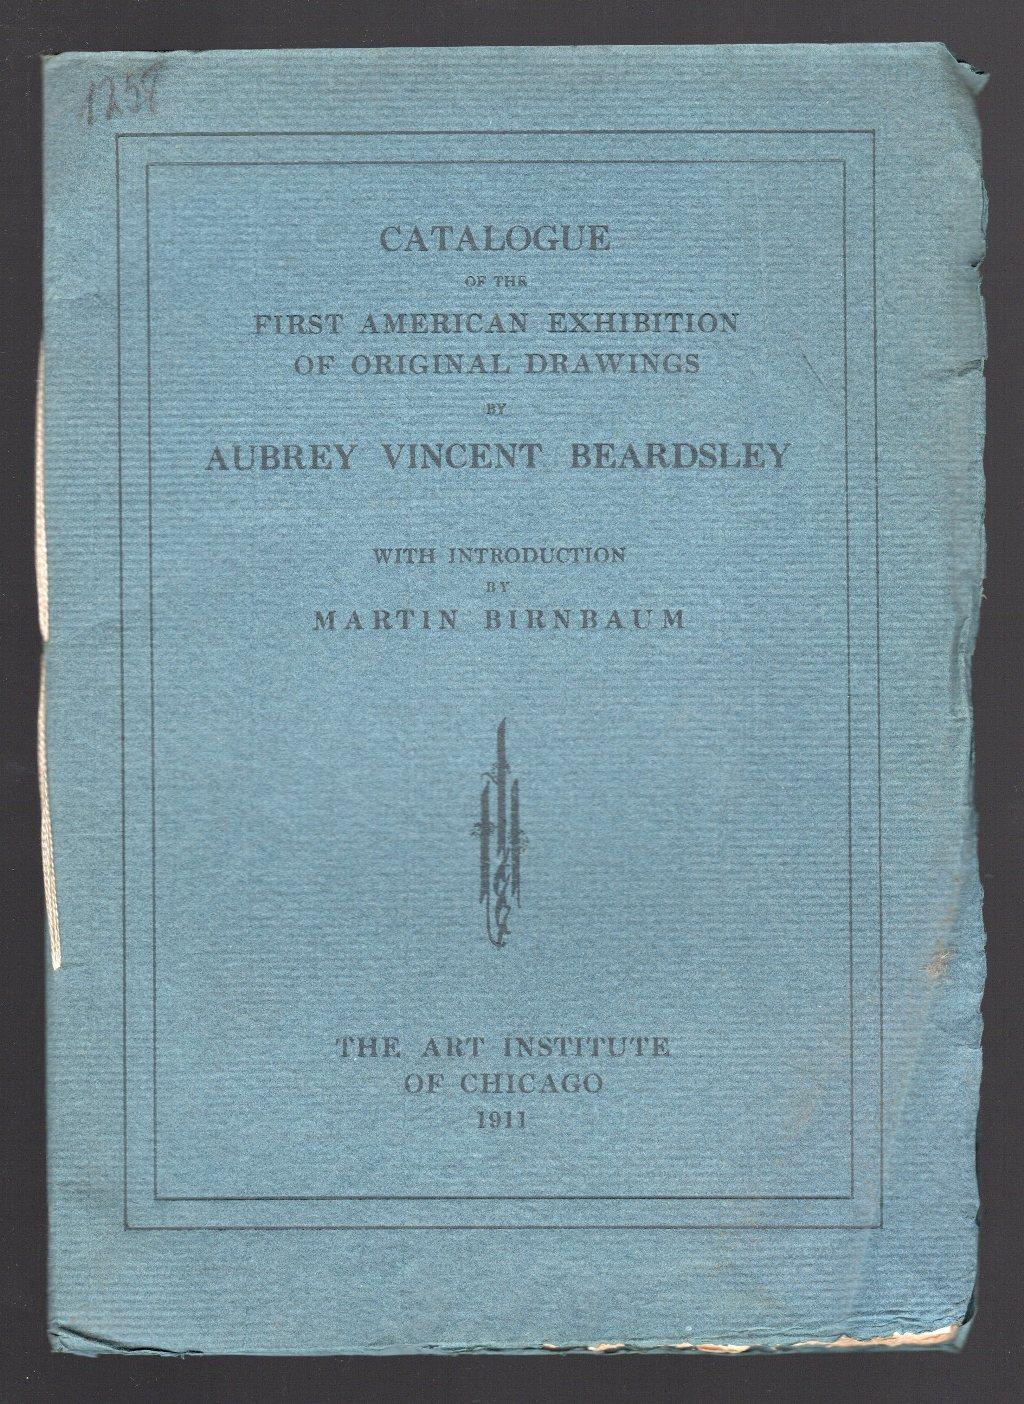 1259
CATALOGUE
OF THE
FIRST AMERICAN EXHIBITION
OF ORIGINAL DRAWINGS
BY
AUBREY VINCENT BEARDSLEY
WITH INTRODUCTION
BY
MARTIN BIRNBAUM
THE ART INSTITUTE
OF CHICAGO
1911